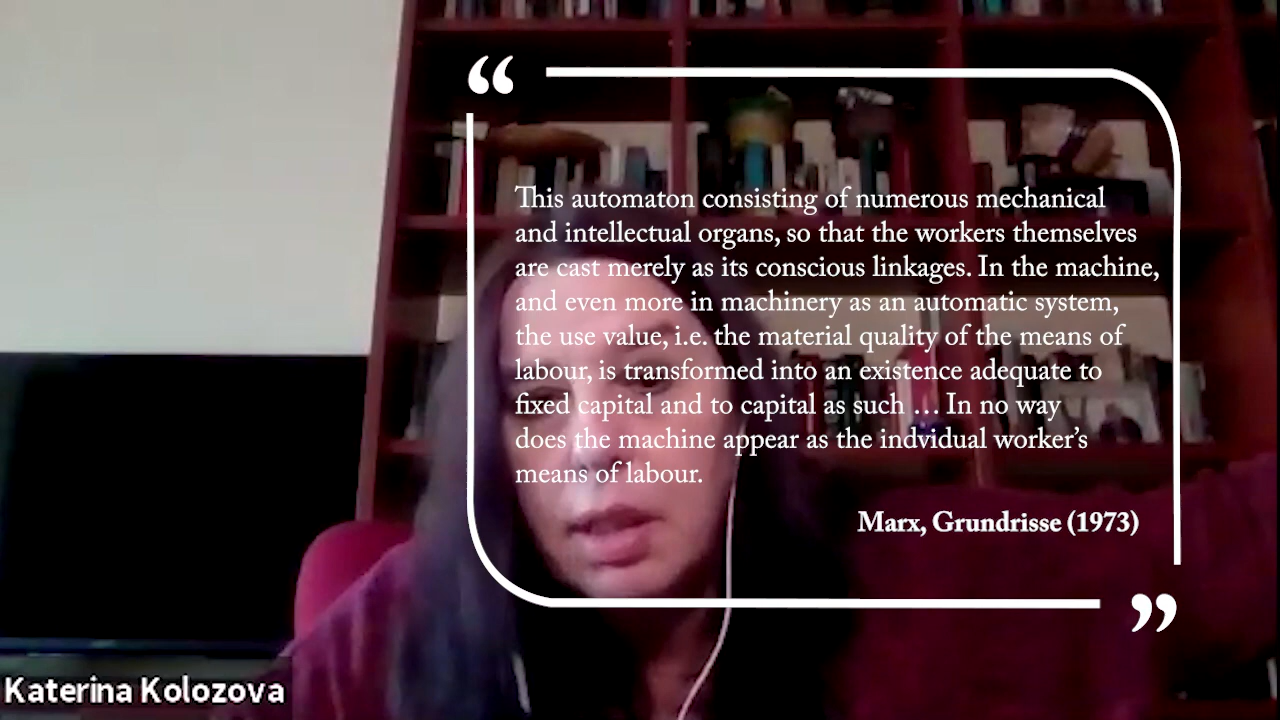 “
This automaton consisting of numerous mechanical
and intellectual organs, so that the workers themselves
are cast merely as its conscious linkages. In the machine,
and even more in machinery as an automatic system,
the use value, i.e. the material quality of the means of
labour, is transformed into an existence adequate to
fixed capital and to capital as such … In no way
does the machine appear as the indvidual worker’s
means of labour.
Marx, Grundrisse (1973)
”
Katerina Kolozova